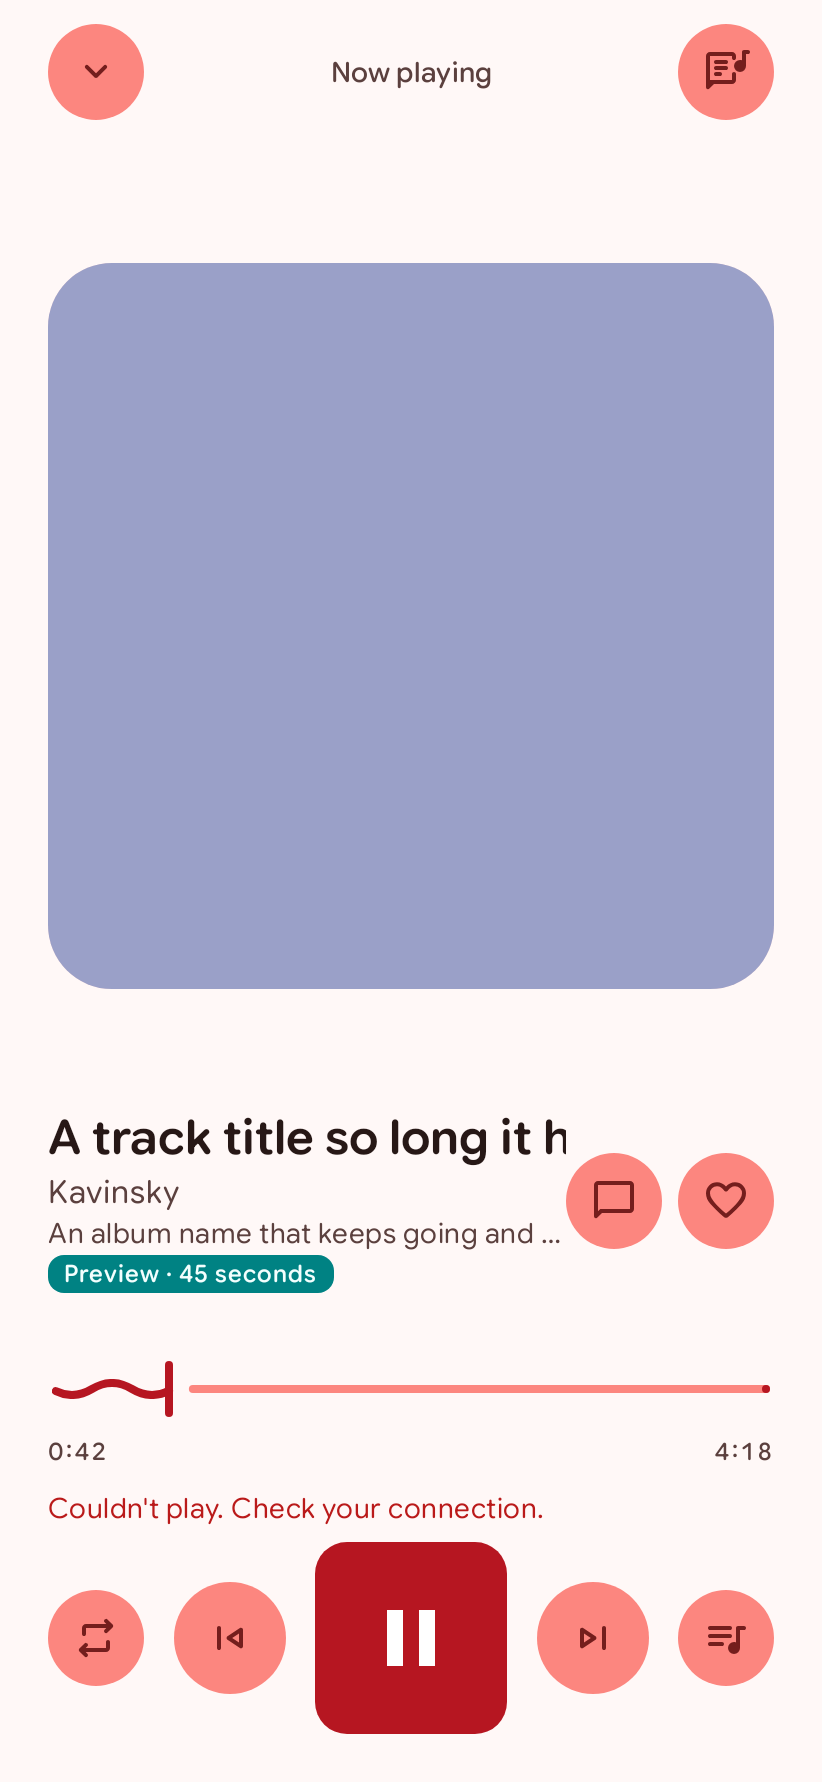 Now playing
A track title so long it h
Kavinsky
An album name that keeps going and ...
Preview · 45 seconds
0:42
4:18
Couldn't play. Check your connection.